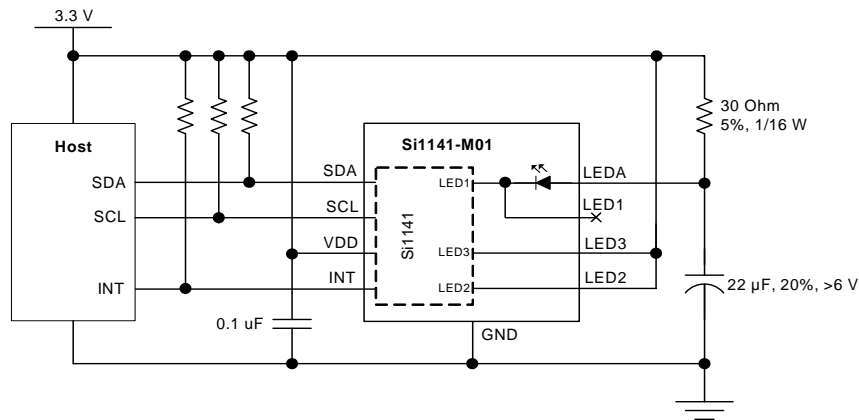 3.3 V
30 Ohm
5%, 1/16 W
Host
Si1141-M01
SDA
SDA
LED1
LEDA
SCL
SCL
LED1
Si1141
VDD
LED3
LED3
INT
INT
LED2
LED2
22 µF, 20%, >6 V
0.1 uF
GND